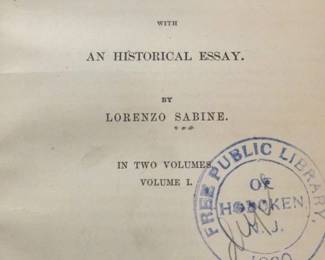 WITH
AN HISTORICAL ESSAY.
BY
LORENZO SABINE.
IN TWO VOLUMES
VOLUME I.
FREE PUBLIC LIBRARY,
OF
HOBOKEN
N. J.